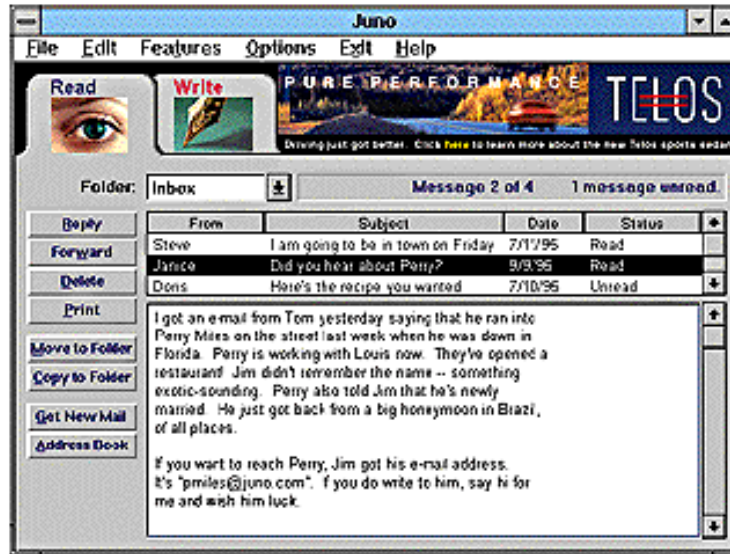 Juno
File Edit Features Options Exit Help
Read Write
PURE PERFORMANCE
TELOS
Driving just got better. Click here to learn more about the new Telos sports sedan
Folder: Inbox Message 2 of 4 1 message unread.
Reply
Forward
Delete
Print
Move to Folder
Copy to Folder
Get New Mail
Address Book
From Subject Date Status
Steve I am going to be in town on Friday 7/1/95 Read
Janice Did you hear about Perry? 9/9/95 Read
Doris Here's the recipe you wanted 7/10/95 Unread
I got an e-mail from Tom yesterday saying that he ran into
Perry Miles on the street last week when he was down in
Florida. Perry is working with Louis now. They've opened a
restaurant! Jim didn't remember the name -- something
exotic-sounding. Perry also told Jim that he's newly
married. He just got back from a big honeymoon in Brazil,
of all places.
If you want to reach Perry, Jim got his e-mail address.
It's "pmiles@juno.com". If you do write to him, say hi for
me and wish him luck.